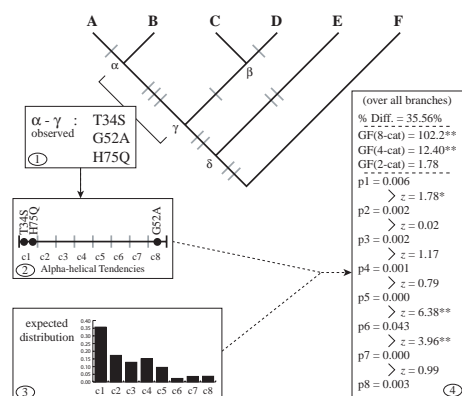 A B C D E F
α
β
γ
δ
α - γ : T34S
observed
G52A
H75Q
1
T34S
H75Q
G52A
c1 c2 c3 c4 c5 c6 c7 c8
2 Alpha-helical Tendencies
expected
distribution
0.40
0.35
0.30
0.25
0.20
0.15
0.10
0.05
0.00
c1 c2 c3 c4 c5 c6 c7 c8
3
(over all branches)
% Diff. = 35.56%
GF(8-cat) = 102.2**
GF(4-cat) = 12.40**
GF(2-cat) = 1.78
p1 = 0.006
z = 1.78*
p2 = 0.002
z = 0.02
p3 = 0.002
z = 1.17
p4 = 0.001
z = 0.79
p5 = 0.000
z = 6.38**
p6 = 0.043
z = 3.96**
p7 = 0.000
z = 0.99
p8 = 0.003
4